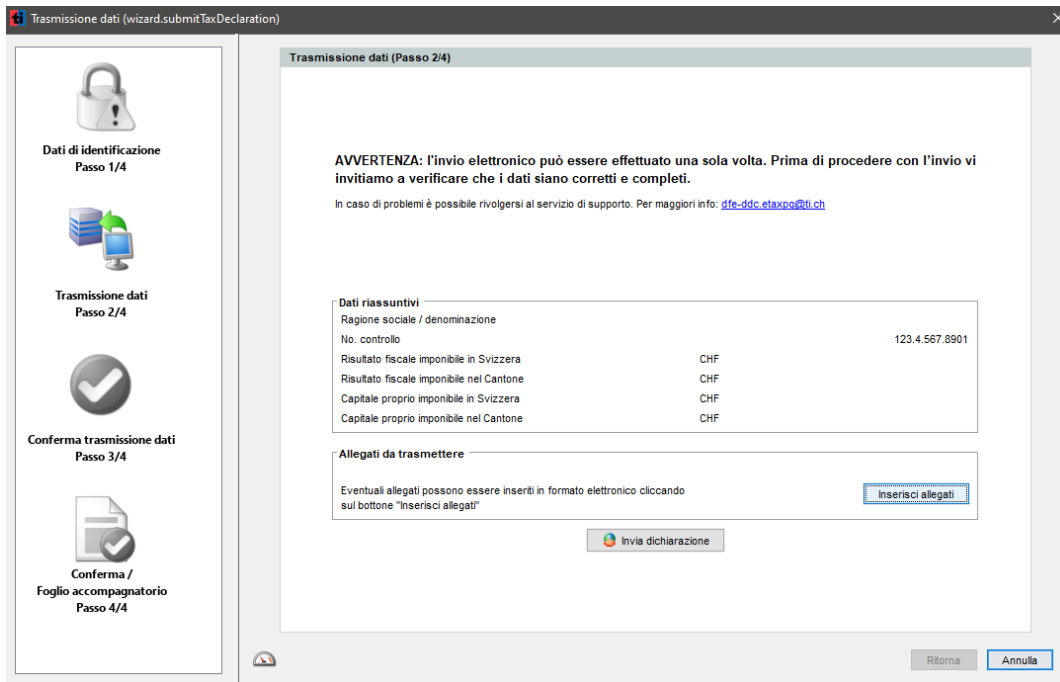 ti Trasmissione dati (wizard.submitTaxDeclaration)
Dati di identificazione
Passo 1/4
Trasmissione dati
Passo 2/4
Conferma trasmissione dati
Passo 3/4
Conferma /
Foglio accompagnatorio
Passo 4/4
Trasmissione dati (Passo 2/4)
AVVERTENZA: l'invio elettronico può essere effettuato una sola volta. Prima di procedere con l’invio vi
invitiamo a verificare che i dati siano corretti e completi.
In caso di problemi è possibile rivolgersi al servizio di supporto. Per maggiori info: dfe-ddc.etaxpg@ti.ch
Dati riassuntivi
Ragione sociale / denominazione
No. controllo 123.4.567.8901
Risultato fiscale imponibile in Svizzera CHF
Risultato fiscale imponibile nel Cantone CHF
Capitale proprio imponibile in Svizzera CHF
Capitale proprio imponibile nel Cantone CHF
Allegati da trasmettere
Eventuali allegati possono essere inseriti in formato elettronico cliccando
sul bottone "Inserisci allegati"
Inserisci allegati
Invia dichiarazione
Ritorna Annulla